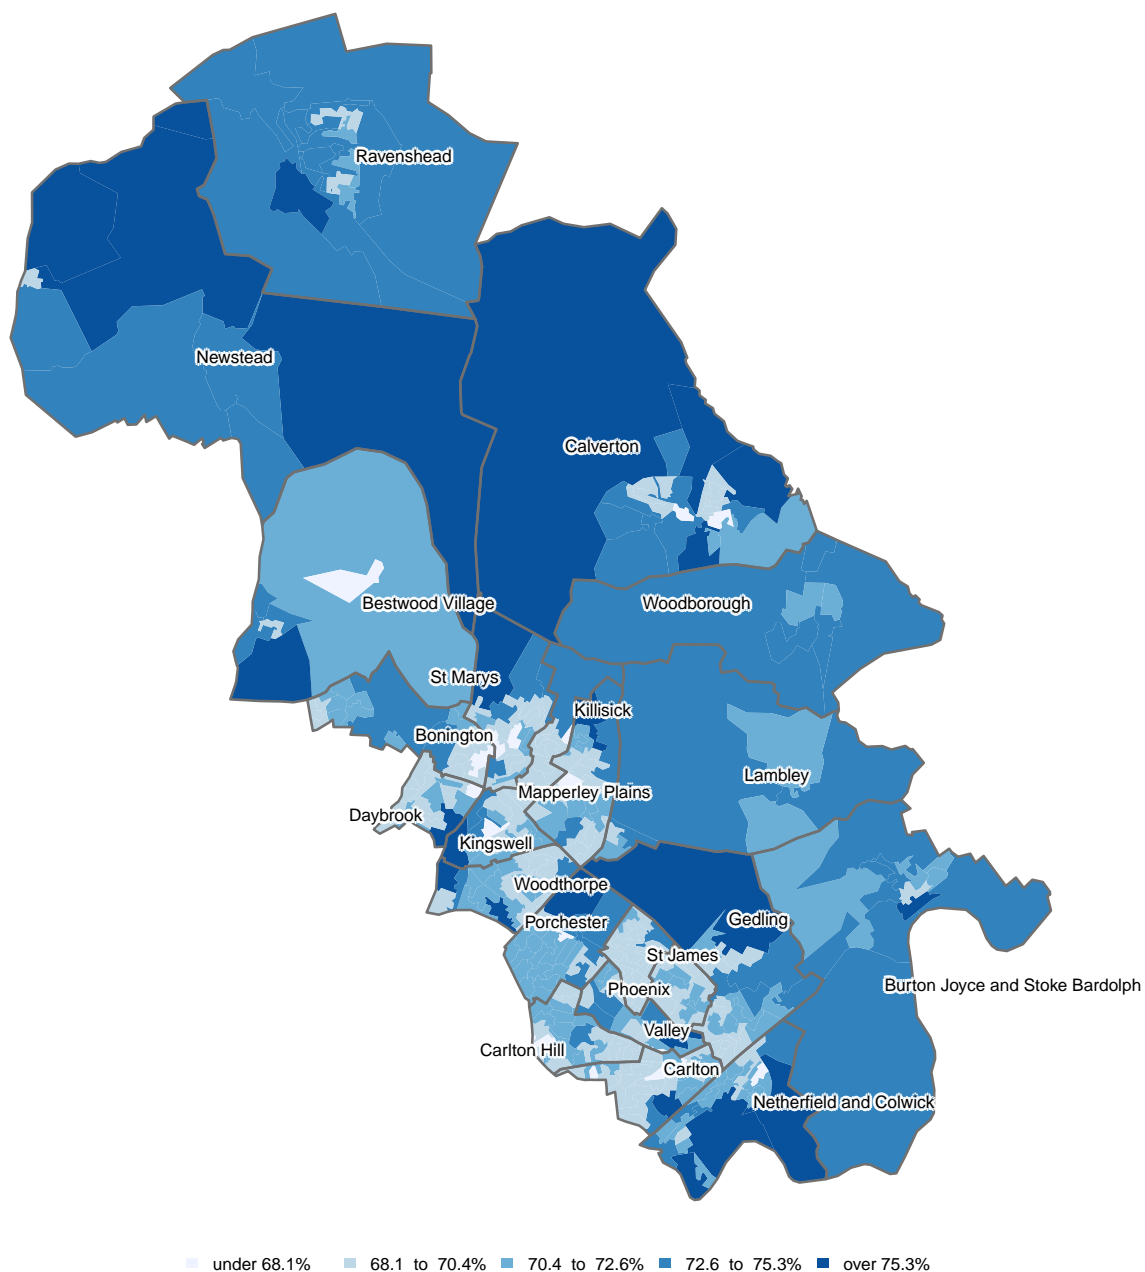 Ravenshead
Newstead
Calverton
Bestwood Village
Woodborough
St Marys
Killisick
Bonington
Lambley
Mapperley Plains
Daybrook
Kingswell
Woodthorpe
Porchester
Gedling
St James
Phoenix
Burton Joyce and Stoke Bardolph
Valley
Carlton Hill
Carlton
Netherfield and Colwick
under 68.1% 68.1 to 70.4% 70.4 to 72.6% 72.6 to 75.3% over 75.3%